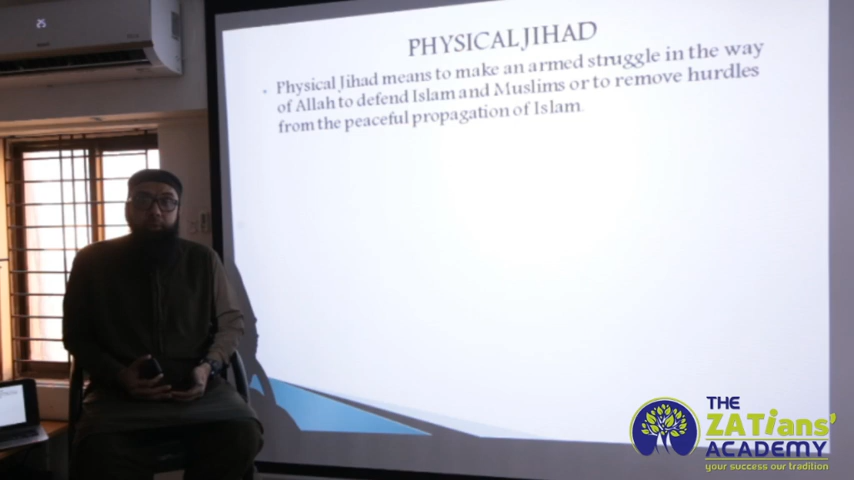 PHYSICAL JIHAD
• Physical Jihad means to make an armed struggle in the way
of Allah to defend Islam and Muslims or to remove hurdles
from the peaceful propagation of Islam.
THE
ZATians'
ACADEMY
your success our tradition